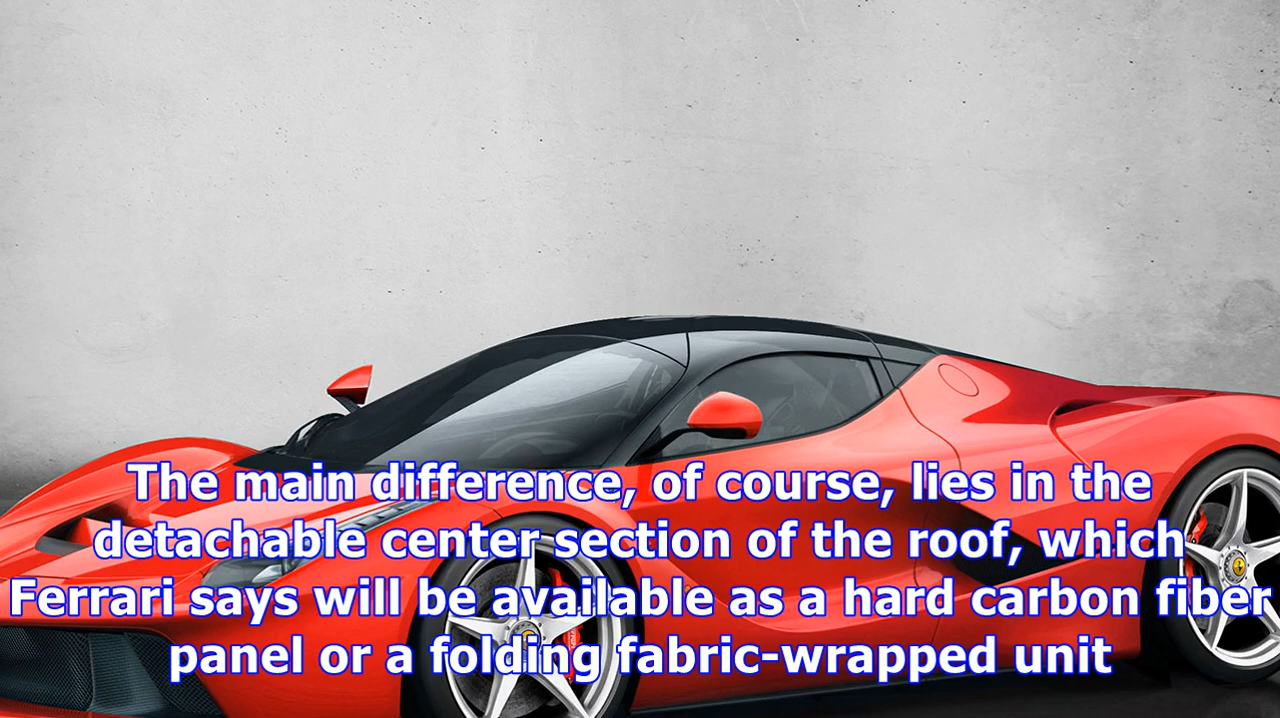 The main difference, of course, lies in the
detachable center section of the roof, which
Ferrari says will be available as a hard carbon fiber
panel or a folding fabric-wrapped unit